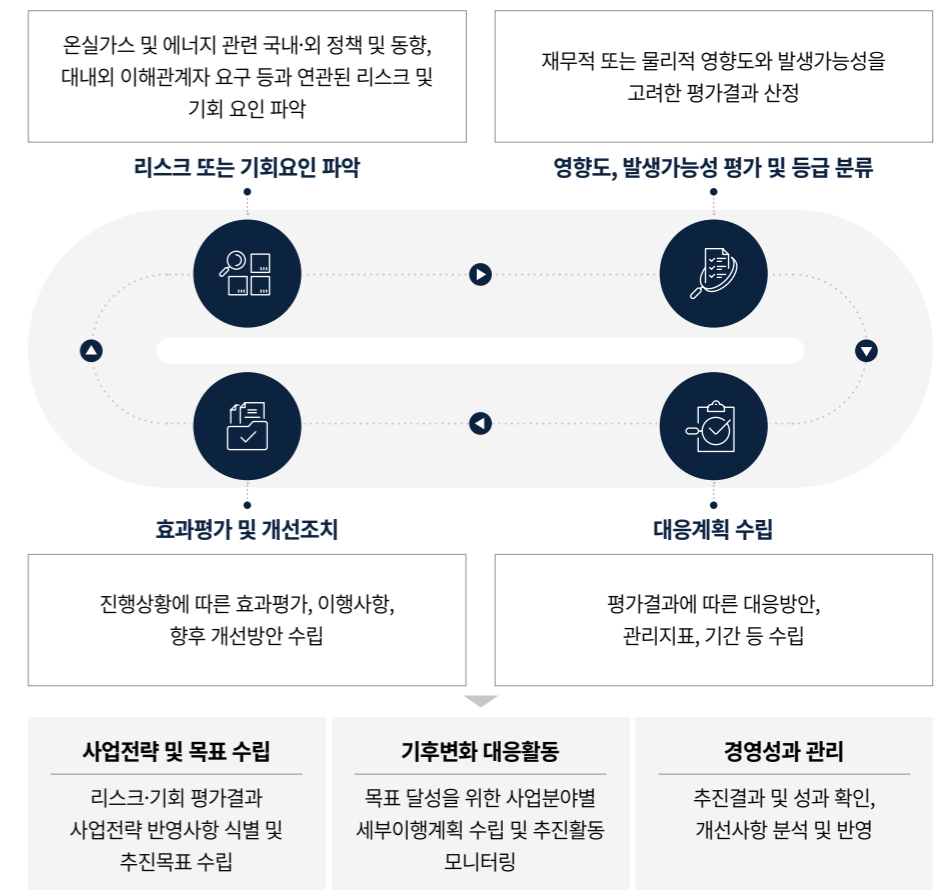 온실가스 및 에너지 관련 국내·외 정책 및 동향,
대내외 이해관계자 요구 등과 연관된 리스크 및
기회 요인 파악
재무적 또는 물리적 영향도와 발생가능성을
고려한 평가결과 산정
리스크 또는 기회요인 파악
영향도, 발생가능성 평가 및 등급 분류
효과평가 및 개선조치
대응계획 수립
진행상황에 따른 효과평가, 이행사항,
향후 개선방안 수립
평가결과에 따른 대응방안,
관리지표, 기간 등 수립
사업전략 및 목표 수립
리스크·기회 평가결과
사업전략 반영사항 식별 및
추진목표 수립
기후변화 대응활동
목표 달성을 위한 사업분야별
세부이행계획 수립 및 추진활동
모니터링
경영성과 관리
추진결과 및 성과 확인,
개선사항 분석 및 반영